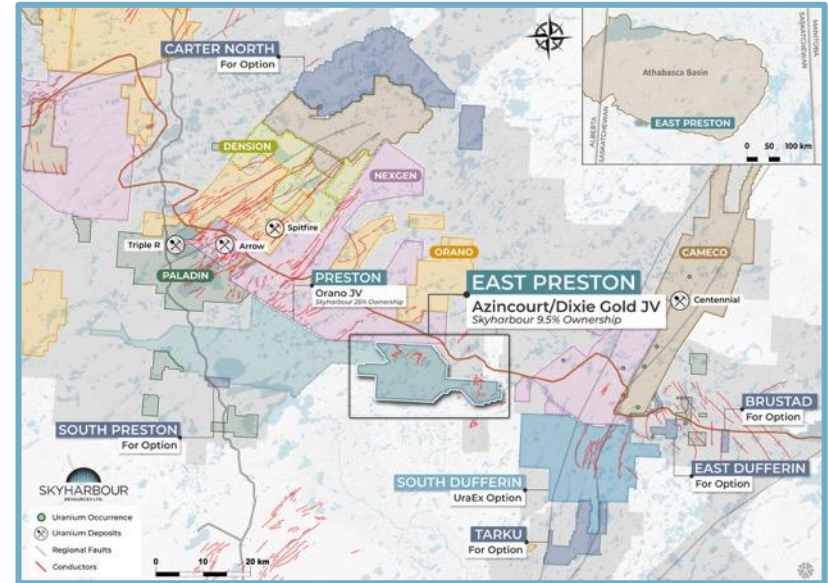 CARTER NORTH
For Option
DENSION
NEXGEN
Spitfire
Triple R
Arrow
PALADIN
ORANO
PRESTON
Orano JV
Skyharbour 25% Ownership
EAST PRESTON
Azincourt/Dixie Gold JV
Skyharbour 9.5% Ownership
CAMECO
Centennial
SOUTH PRESTON
For Option
BRUSTAD
For Option
EAST DUFFERIN
For Option
SOUTH DUFFERIN
UraEx Option
TARKU
For Option
SASKATCHEWAN
MANITOBA
Athabasca Basin
EAST PRESTON
ALBERTA
SASKATCHEWAN
0 50 100 km
SKYHARBOUR
RESOURCES LTD.
Uranium Occurrence
Uranium Deposits
Regional Faults
Conductors
0 10 20 km